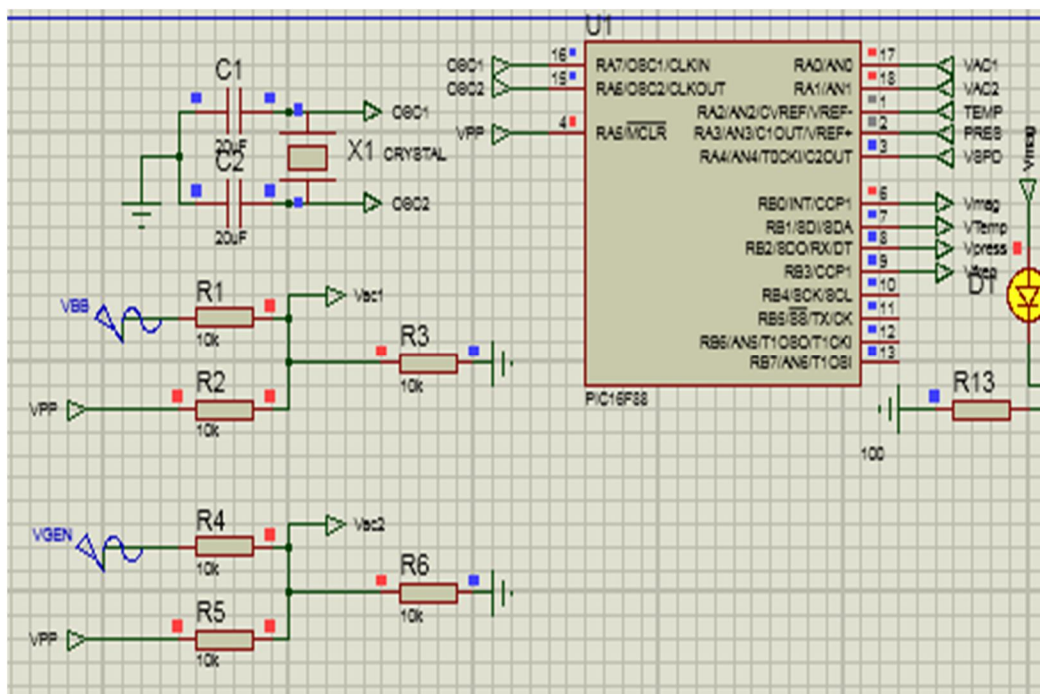 C1
20uF
C2
20uF
OSC1
X1 CRYSTAL
OSC2
VBB
R1
10k
Vac1
R3
10k
R2
VPP
10k
VGEN
R4
10k
Vac2
R6
10k
R5
VPP
10k
U1
OSC1
16
RA7/OSC1/CLKIN
OSC2
15
RA6/OSC2/CLKOUT
VPP
4
RA5/MCLR
RA0/AN0
17
VAC1
RA1/AN1
18
VAC2
RA2/AN2/CVREF/VREF-
1
TEMP
RA3/AN3/C1OUT/VREF+
2
PRES
RA4/AN4/T0CKI/C2OUT
3
VSPD
RB0/INT/CCP1
6
Vmag
RB1/SDI/SDA
7
VTemp
RB2/SDO/RX/DT
8
Vpress
RB3/CCP1
9
RB4/SCK/SCL
10
RB5/SS/TX/CK
11
RB6/AN5/T1OSO/T1CKI
12
RB7/AN6/T1OSI
13
PIC16F88
Vmag
D1
R13
100